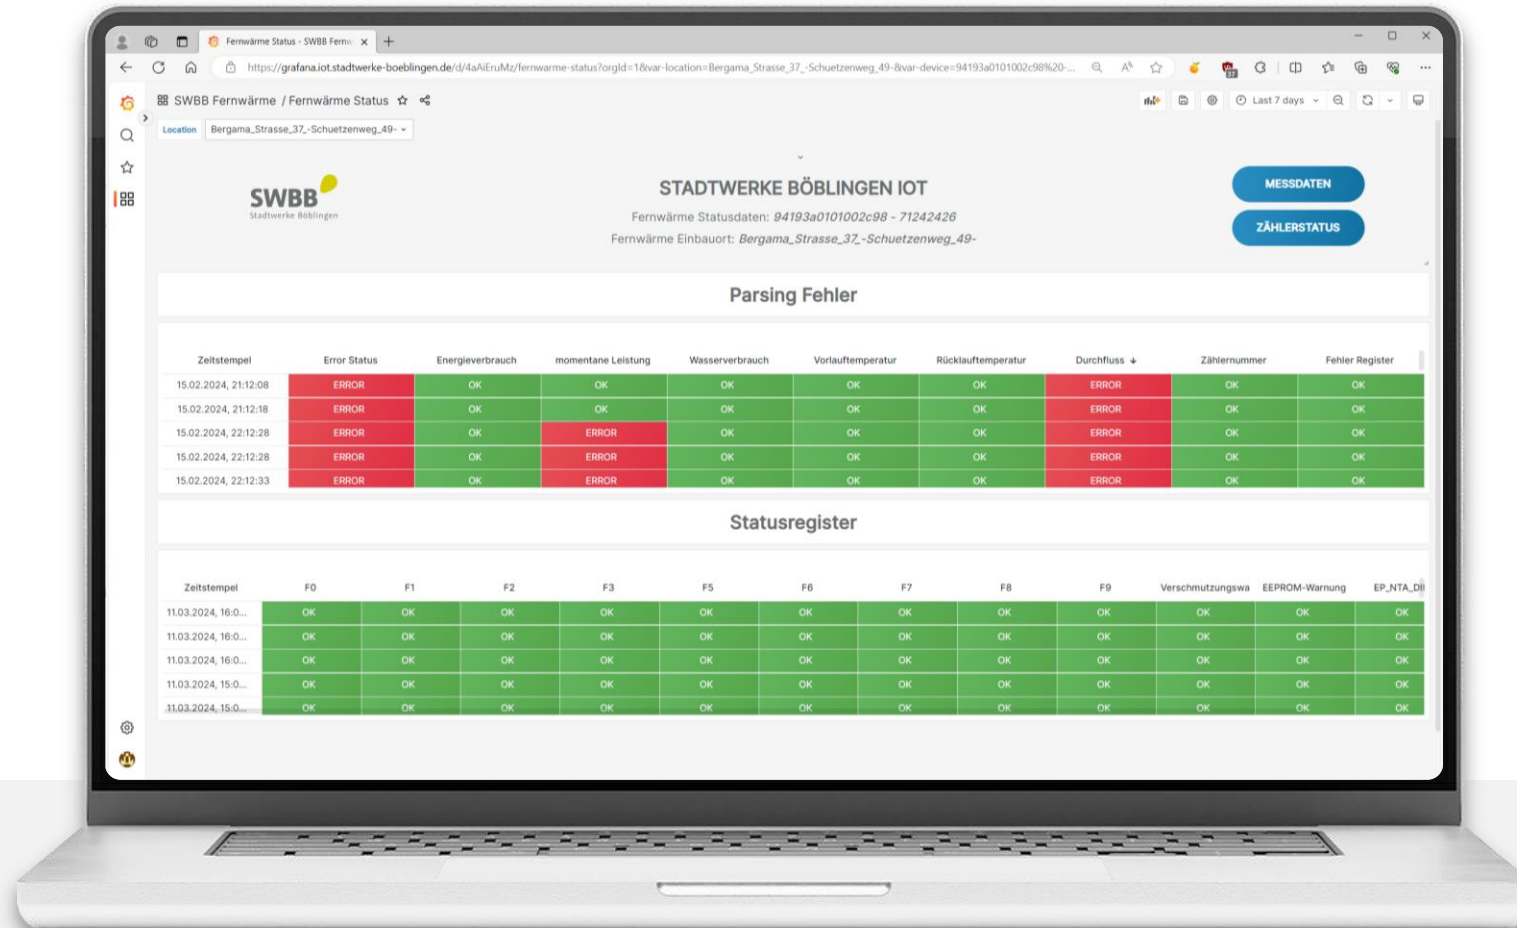 Fernwärme Status - SWBB Fernw
https://grafana.iot.stadtwerke-boeblingen.de/d/4aAiEruMz/fernwarme-status?orgId=1&var-location=Bergama_Strasse_37_-Schuetzenweg_49-&var-device=94193a0101002c98%20-...
SWBB Fernwärme / Fernwärme Status
Last 7 days
Location Bergama_Strasse_37_-Schuetzenweg_49-
SWBB
Stadtwerke Böblingen
STADTWERKE BÖBLINGEN IOT
Fernwärme Statusdaten: 94193a0101002c98 - 71242426
Fernwärme Einbauort: Bergama_Strasse_37_-Schuetzenweg_49-
MESSDATEN
ZÄHLERSTATUS
Parsing Fehler
Zeitstempel Error Status Energieverbrauch momentane Leistung Wasserverbrauch Vorlauftemperatur Rücklauftemperatur Durchfluss Zählernummer Fehler Register
15.02.2024, 21:12:08 ERROR OK OK OK OK OK ERROR OK OK
15.02.2024, 21:12:18 ERROR OK OK OK OK OK ERROR OK OK
15.02.2024, 22:12:28 ERROR OK ERROR OK OK OK ERROR OK OK
15.02.2024, 22:12:28 ERROR OK ERROR OK OK OK ERROR OK OK
15.02.2024, 22:12:33 ERROR OK ERROR OK OK OK ERROR OK OK
Statusregister
Zeitstempel F0 F1 F2 F3 F5 F6 F7 F8 F9 Verschmutzungswa EEPROM-Warnung EP_NTA_DII
11.03.2024, 16:0... OK OK OK OK OK OK OK OK OK OK OK OK
11.03.2024, 16:0... OK OK OK OK OK OK OK OK OK OK OK OK
11.03.2024, 16:0... OK OK OK OK OK OK OK OK OK OK OK OK
11.03.2024, 15:0... OK OK OK OK OK OK OK OK OK OK OK OK
11.03.2024, 15:0... OK OK OK OK OK OK OK OK OK OK OK OK